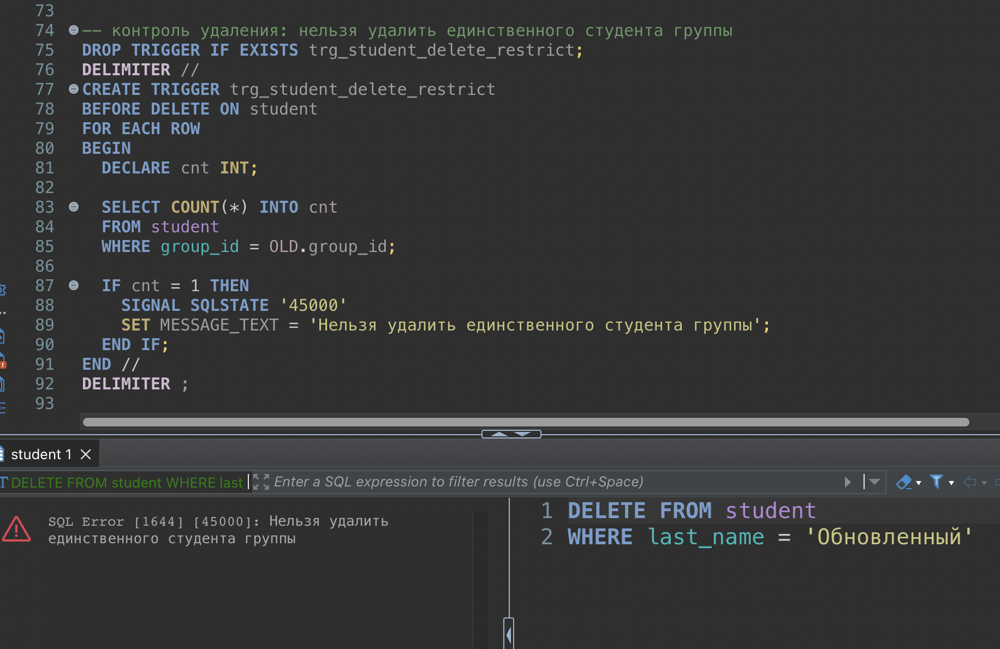 73
74 -- контроль удаления: нельзя удалить единственного студента группы
75 DROP TRIGGER IF EXISTS trg_student_delete_restrict;
76 DELIMITER //
77 CREATE TRIGGER trg_student_delete_restrict
78 BEFORE DELETE ON student
79 FOR EACH ROW
80 BEGIN
81 DECLARE cnt INT;
82
83 SELECT COUNT(*) INTO cnt
84 FROM student
85 WHERE group_id = OLD.group_id;
86
87 IF cnt = 1 THEN
88 SIGNAL SQLSTATE '45000'
89 SET MESSAGE_TEXT = 'Нельзя удалить единственного студента группы';
90 END IF;
91 END //
92 DELIMITER ;
93
student 1
DELETE FROM student WHERE last
Enter a SQL expression to filter results (use Ctrl+Space)
SQL Error [1644] [45000]: Нельзя удалить
единственного студента группы
1 DELETE FROM student
2 WHERE last_name = 'Обновленный'